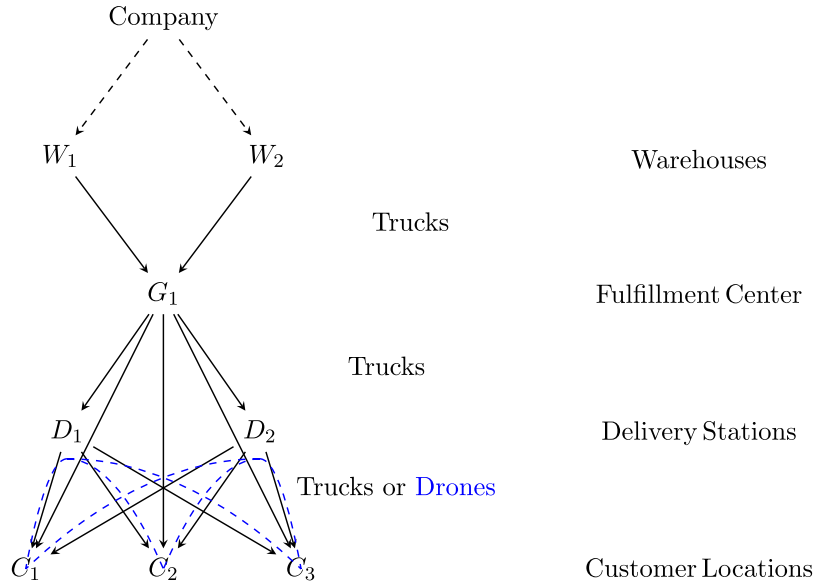 Company
W₁ W₂ Warehouses
Trucks
G₁ Fulfillment Center
Trucks
D₁ D₂ Delivery Stations
Trucks or Drones
C₁ C₂ C₃ Customer Locations